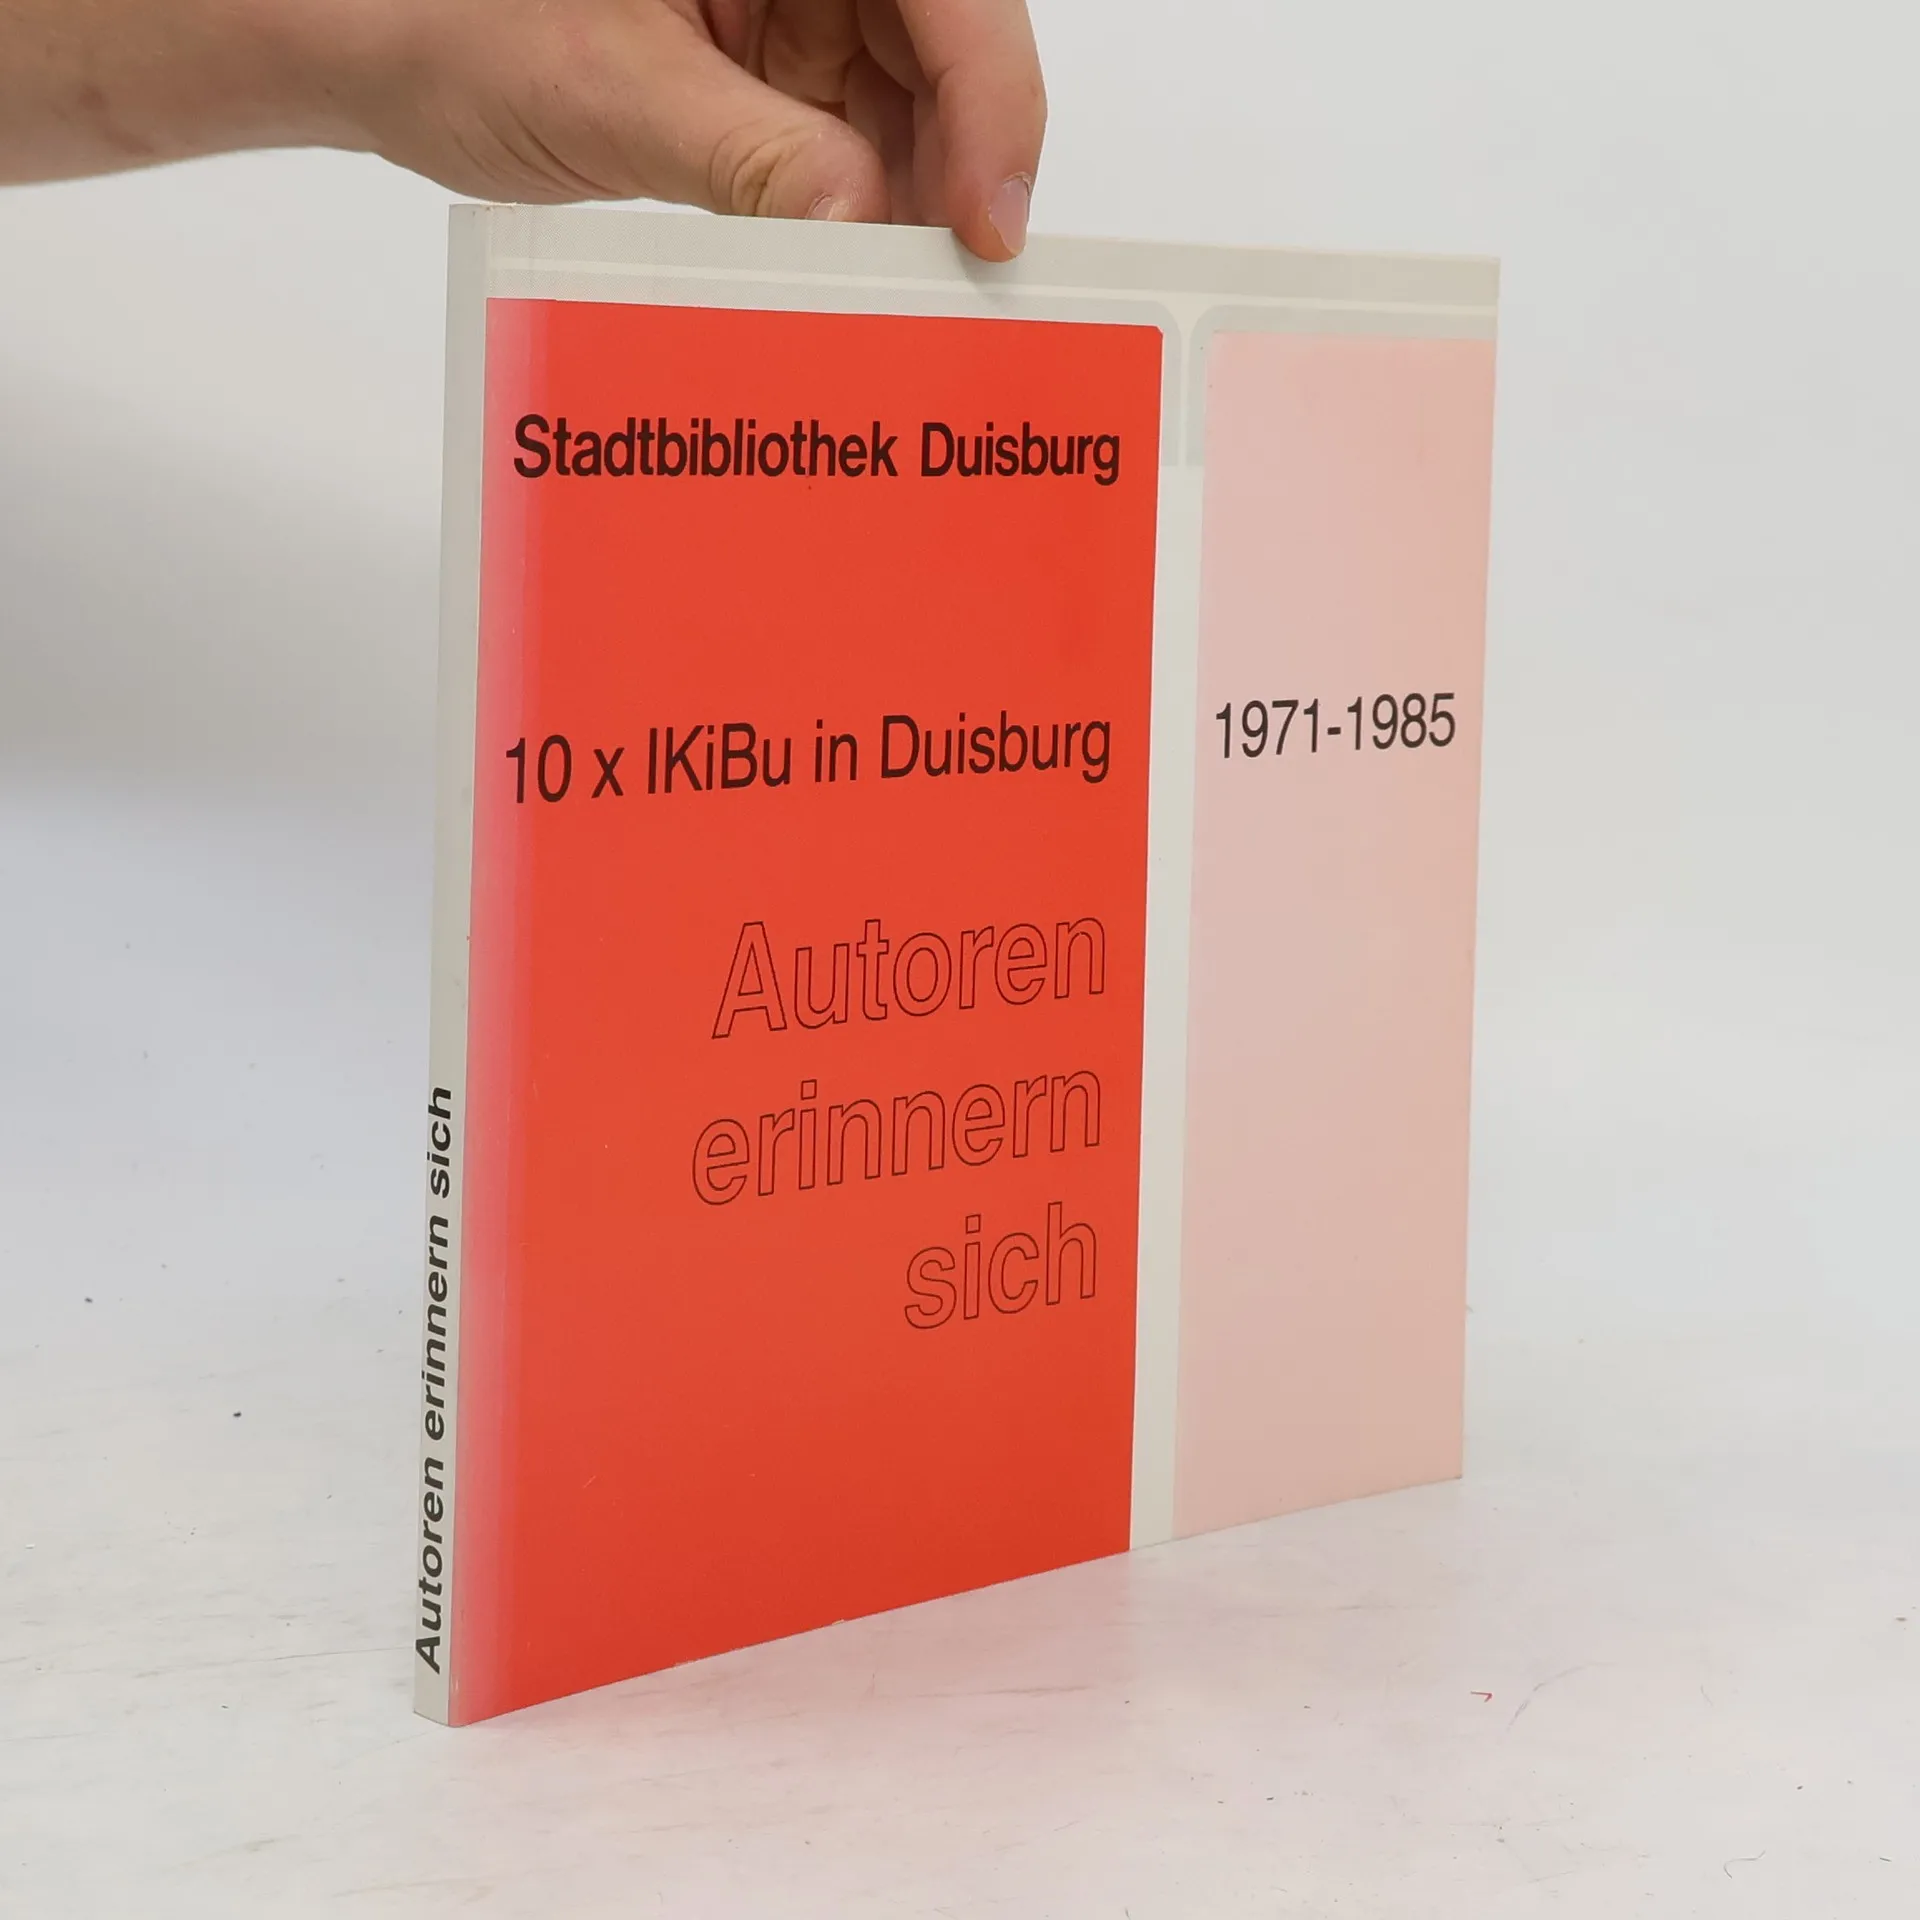 Stadtbibliothek Duisburg
10 x IKiBu in Duisburg
1971-1985
Autoren
erinnern
sich
Autoren erinnern sich